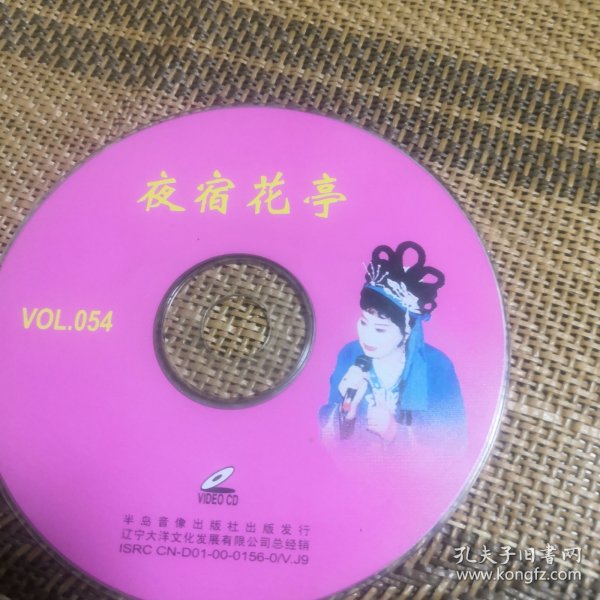 夜宿花亭
VOL.054
VIDEO CD
半岛音像出版社出版发行
辽宁大洋文化发展有限公司总经销
ISRC CN-D01-00-0156-0/V.J9
孔夫子旧书网
www.kongfz.com